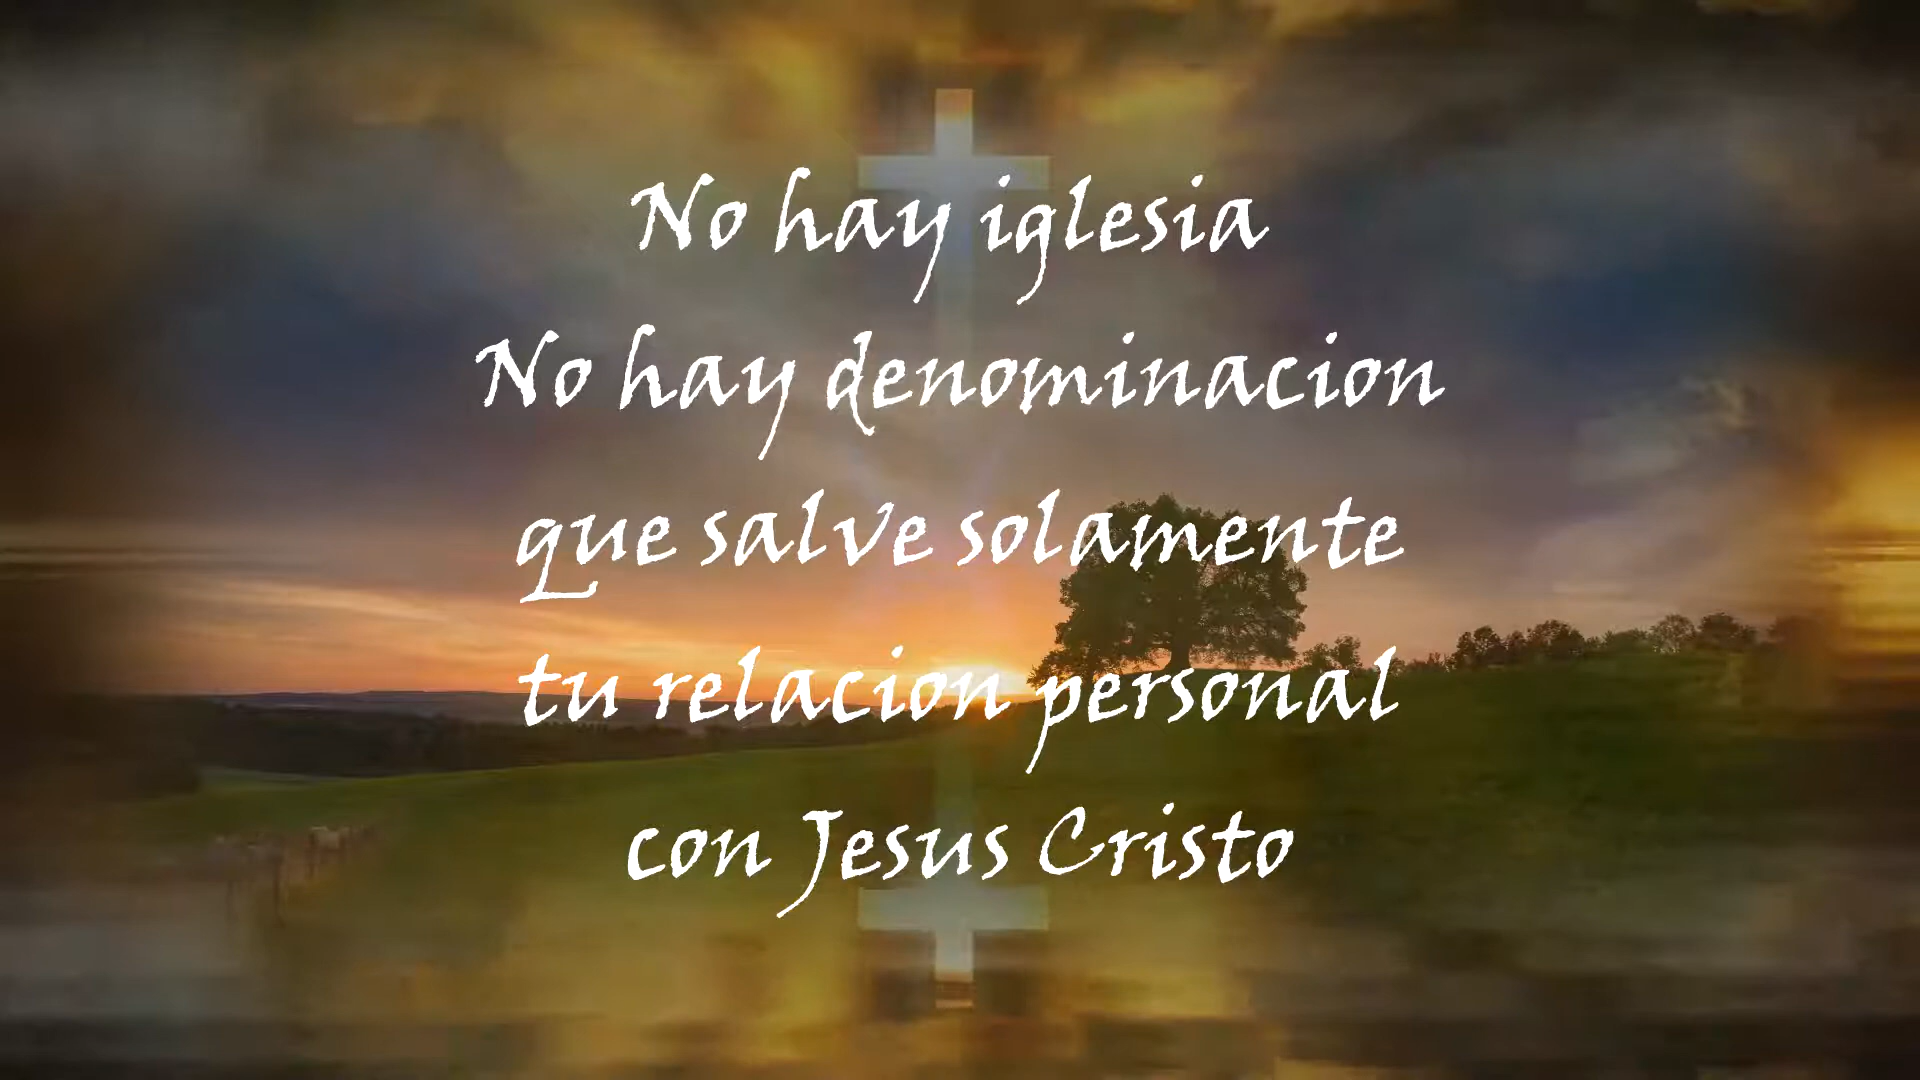 No hay iglesia
No hay denominacion
que salve solamente
tu relacion personal
con Jesus Cristo